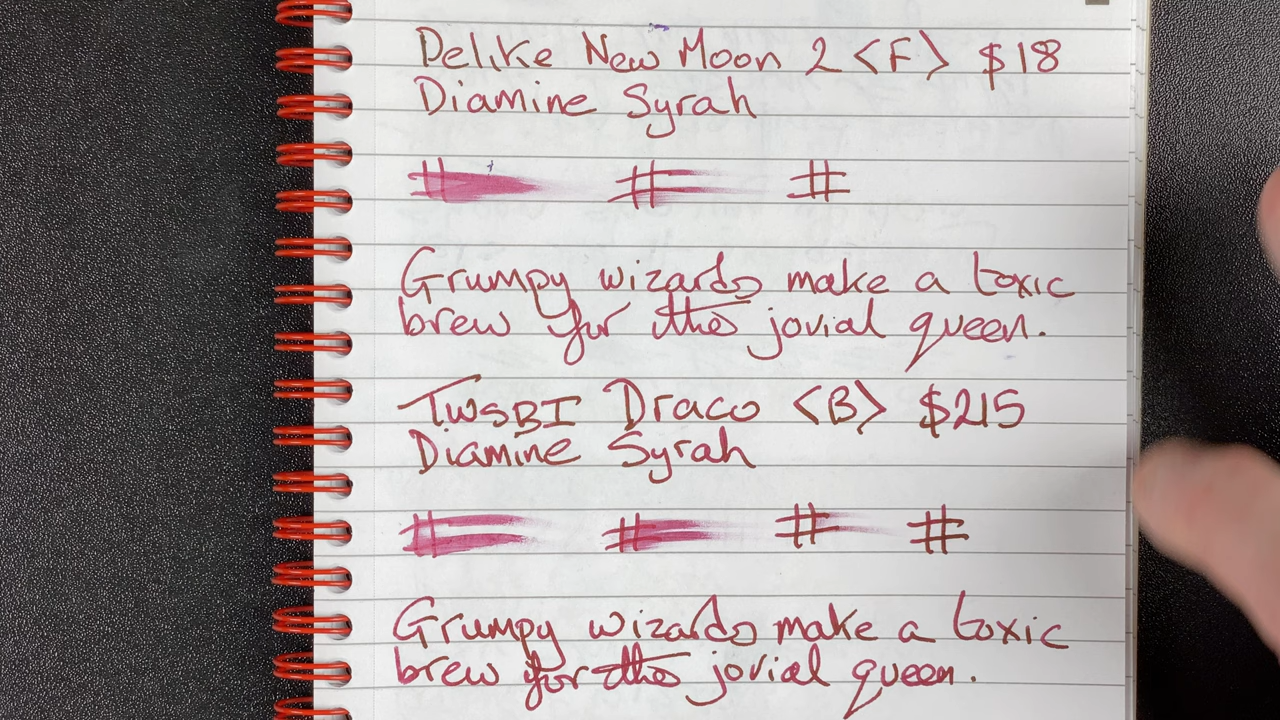 Delike New Moon 2 <F> $18
Diamine Syrah
# # #
Grumpy wizards make a toxic
brew for the jovial queen.
TWSBI Draco <B> $215
Diamine Syrah
# # # #
Grumpy wizards make a toxic
brew for the jovial queen.